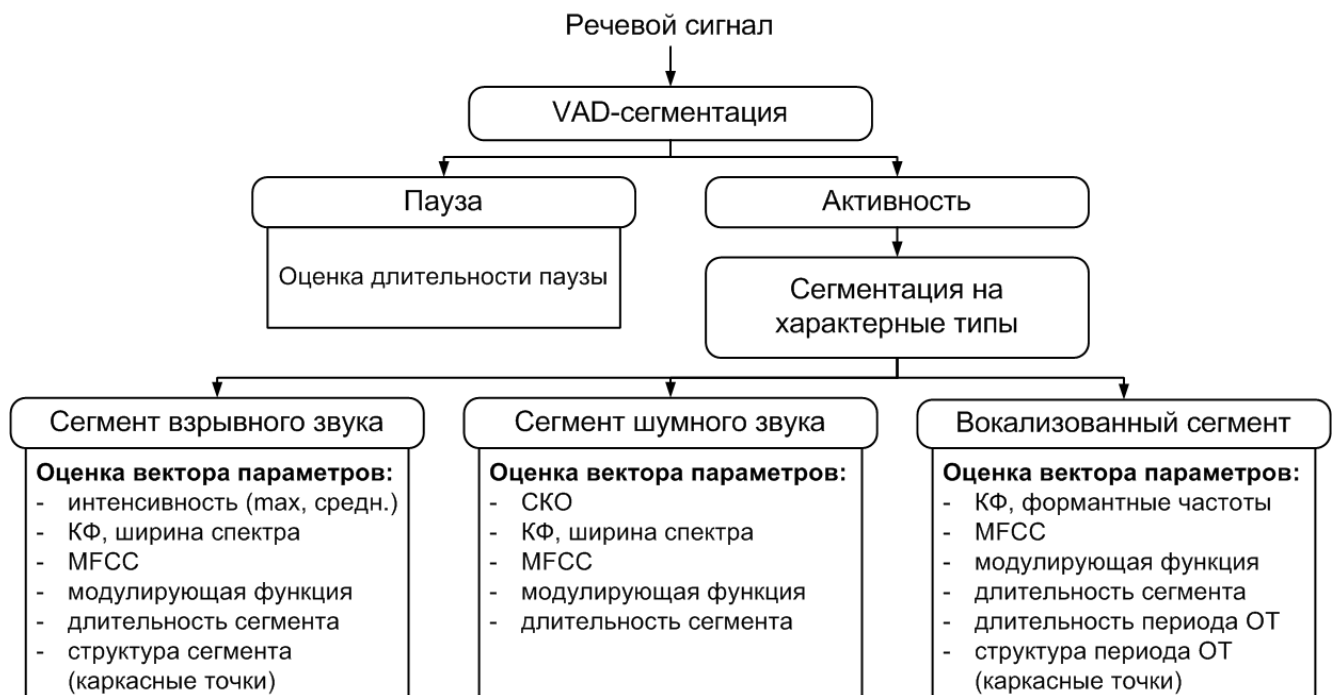 Речевой сигнал
VAD-сегментация
Пауза
Активность
Оценка длительности паузы
Сегментация на
характерные типы
Сегмент взрывного звука
Оценка вектора параметров:
- интенсивность (max, средн.)
- КФ, ширина спектра
- MFCC
- модулирующая функция
- длительность сегмента
- структура сегмента
(каркасные точки)
Сегмент шумного звука
Оценка вектора параметров:
- СКО
- КФ, ширина спектра
- MFCC
- модулирующая функция
- длительность сегмента
Вокализованный сегмент
Оценка вектора параметров:
- КФ, формантные частоты
- MFCC
- модулирующая функция
- длительность сегмента
- длительность периода ОТ
- структура периода ОТ
(каркасные точки)